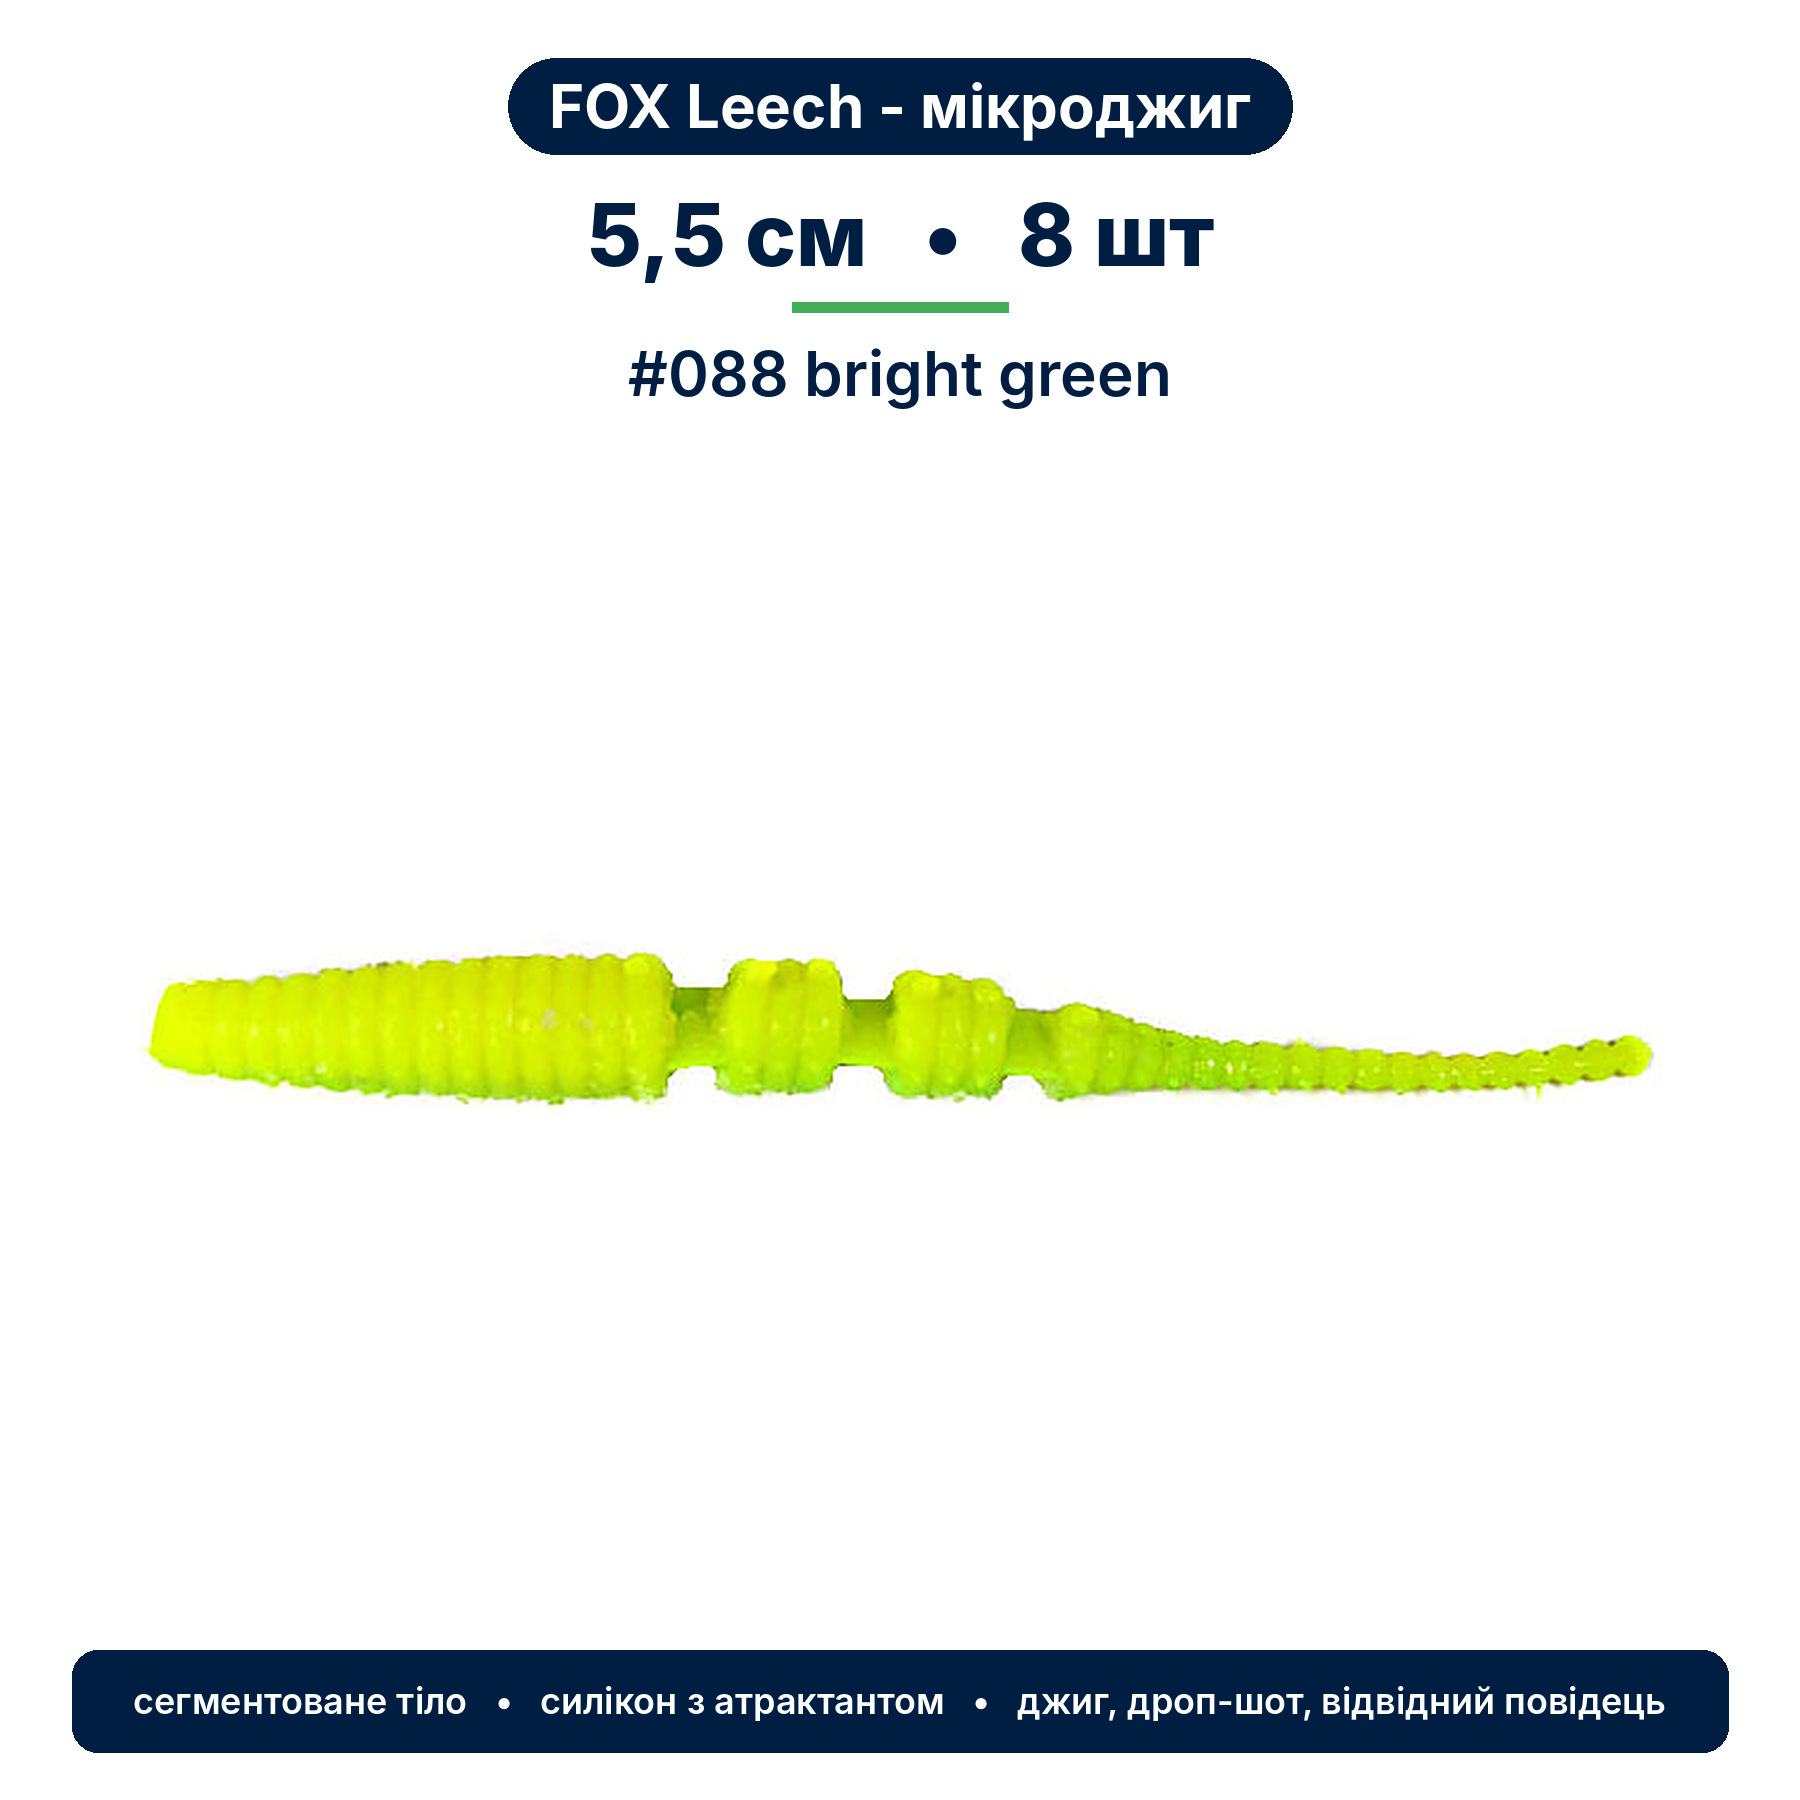 FOX Leech - мікроджиг
5,5 см • 8 шт
#088 bright green
сегментоване тіло • силікон з атрактантом • джиг, дроп-шот, відвідний повідець